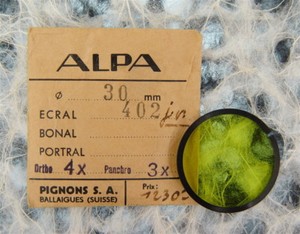 ALPA
ø 30 mm
ECRAL 402 jn
BONAL
PORTRAL
Ortho 4x Panchro 3x
PIGNONS S. A. Prix:
BALLAIGUES (SUISSE)